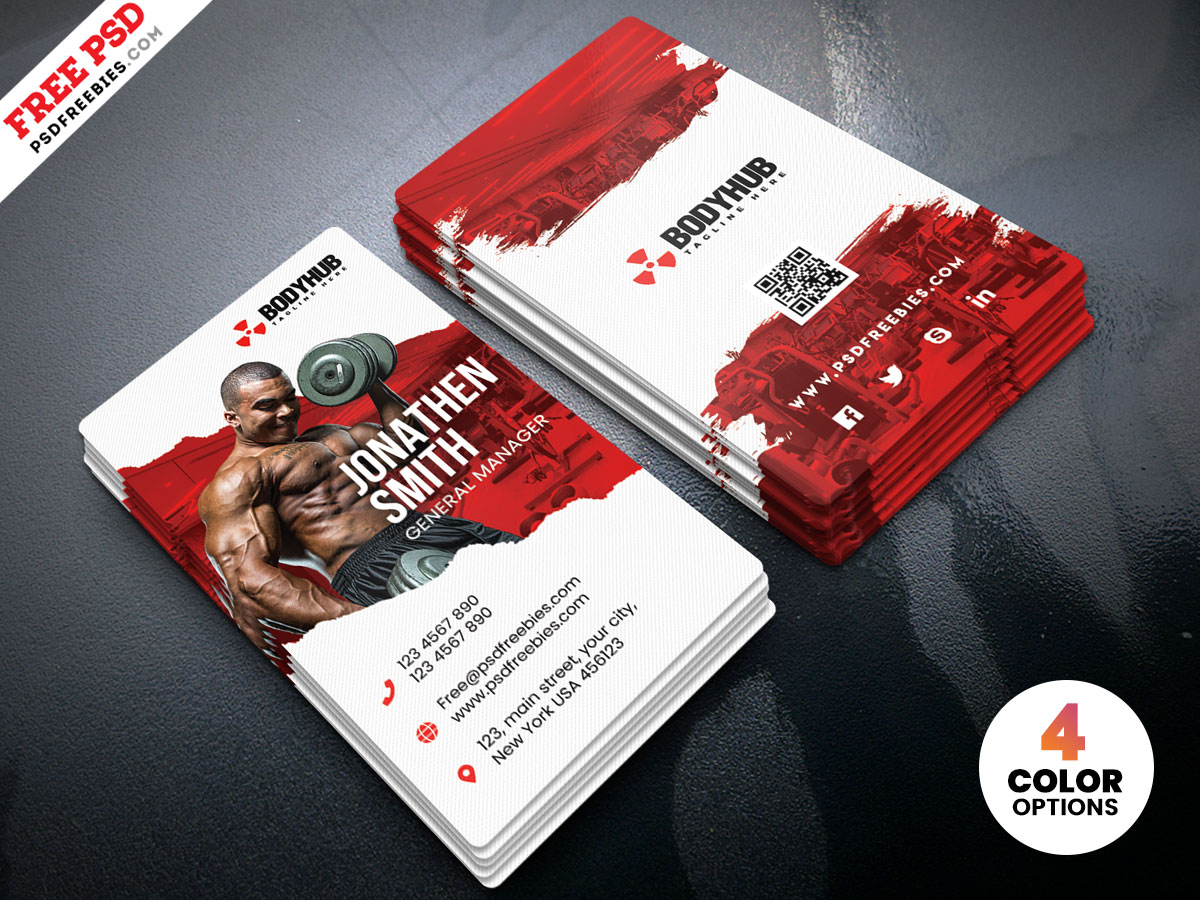 FREE PSD
PSDFREEBIES.COM
BODYHUB
TAGLINE HERE
WWW.PSDFREEBIES.COM
BODYHUB
TAGLINE HERE
JONATHEN
SMITH
GENERAL MANAGER
123 4567 890
123 4567 890
Free@psdfreebies.com
www.psdfreebies.com
123, main street, your city,
New York USA 456123
4
COLOR
OPTIONS